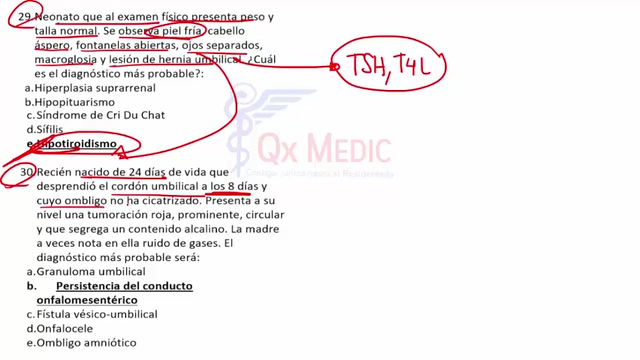 29. Neonato que al examen físico presenta peso y
talla normal. Se observa piel fría, cabello
áspero, fontanelas abiertas, ojos separados,
macroglosia y lesión de hernia umbilical. ¿Cuál
es el diagnóstico más probable?:
a. Hiperplasia suprarrenal
b. Hipopituarismo
c. Síndrome de Cri Du Chat
d. Sífilis
e. Hipotiroidismo
TSH, T4L
QX MEDIC
30. Recién nacido de 24 días de vida que
desprendió el cordón umbilical a los 8 días y
cuyo ombligo no ha cicatrizado. Presenta a su
nivel una tumoración roja, prominente, circular
y que segrega un contenido alcalino. La madre
a veces nota en ella ruido de gases. El
diagnóstico más probable será:
a. Granuloma umbilical
b. Persistencia del conducto
onfalomesentérico
c. Fístula vésico-umbilical
d. Onfalocele
e. Ombligo amniótico